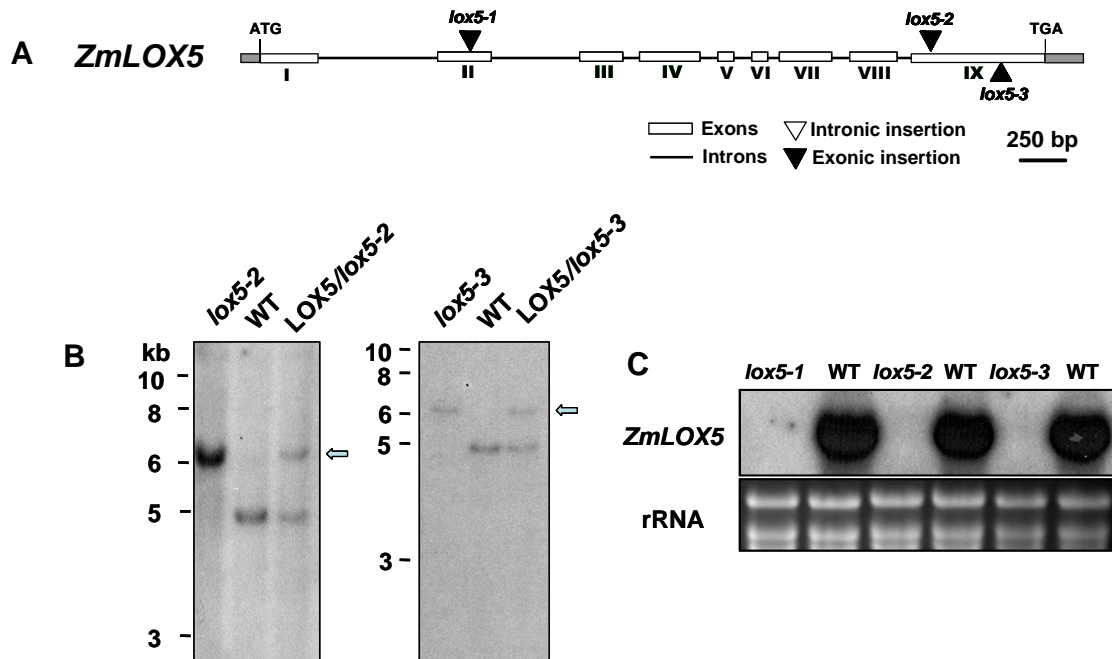 A
ZmLOX5
ATG
lox5-1
lox5-2
TGA
I
II
III
IV
V
VI
VII
VIII
IX
lox5-3
Exons
Intronic insertion
Introns
Exonic insertion
250 bp
B
lox5-2
WT
LOX5/lox5-2
kb
10
8
6
5
3
lox5-3
WT
LOX5/lox5-3
10
8
6
5
3
C
lox5-1 WT lox5-2 WT lox5-3 WT
ZmLOX5
rRNA